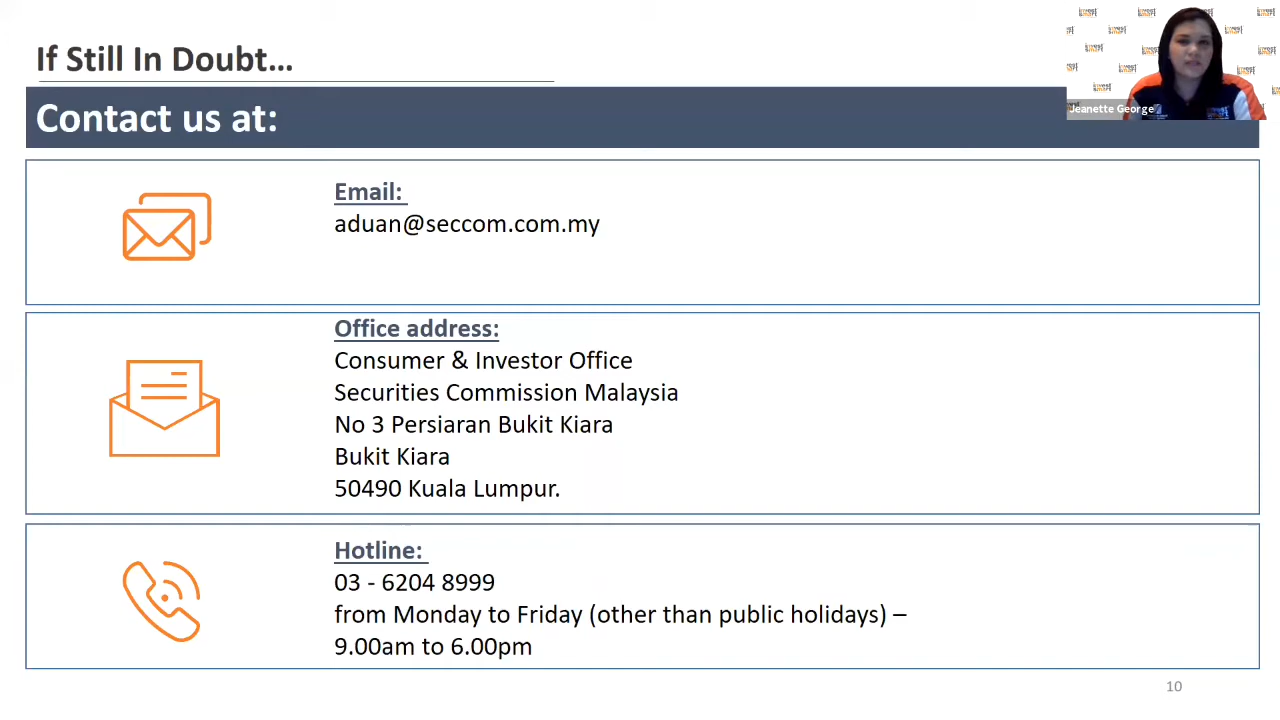 If Still In Doubt...
Contact us at:
Jeanette George
Email:
aduan@seccom.com.my
Office address:
Consumer & Investor Office
Securities Commission Malaysia
No 3 Persiaran Bukit Kiara
Bukit Kiara
50490 Kuala Lumpur.
Hotline:
03 - 6204 8999
from Monday to Friday (other than public holidays) –
9.00am to 6.00pm
10